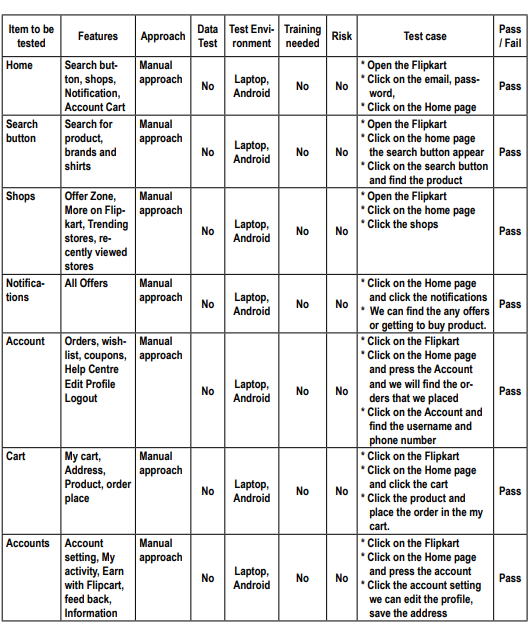 Item to be tested | Features | Approach | Data Test | Test Envi-ronment | Training needed | Risk | Test case | Pass / Fail
Home | Search but-ton, shops, Notification, Account Cart | Manual approach | No | Laptop, Android | No | No | * Open the Flipkart * Click on the email, pass-word, * Click on the Home page | Pass
Search button | Search for product, brands and shirts | Manual approach | No | Laptop, Android | No | No | * Open the Flipkart * Click on the home page the search button appear * Click on the search button and find the product | Pass
Shops | Offer Zone, More on Flip-kart, Trending stores, re-cently viewed stores | Manual approach | No | Laptop, Android | No | No | * Open the Flipkart * Click on the home page * Click the shops | Pass
Notifica-tions | All Offers | Manual approach | No | Laptop, Android | No | No | * Click on the Home page and click the notifications * We can find the any offers or getting to buy product. | Pass
Account | Orders, wish-list, coupons, Help Centre Edit Profile Logout | Manual approach | No | Laptop, Android | No | No | * Click on the Flipkart * Click on the Home page and press the Account and we will find the or-ders that we placed * Click on the Account and find the username and phone number | Pass
Cart | My cart, Address, Product, order place | Manual approach | No | Laptop, Android | No | No | * Click on the Flipkart * Click on the Home page and click the cart * Click the product and place the order in the my cart. | Pass
Accounts | Account setting, My activity, Earn with Flipcart, feed back, Information | Manual approach | No | Laptop, Android | No | No | * Click on the Flipkart * Click on the Home page and press the account * Click the account setting we can edit the profile, save the address | Pass